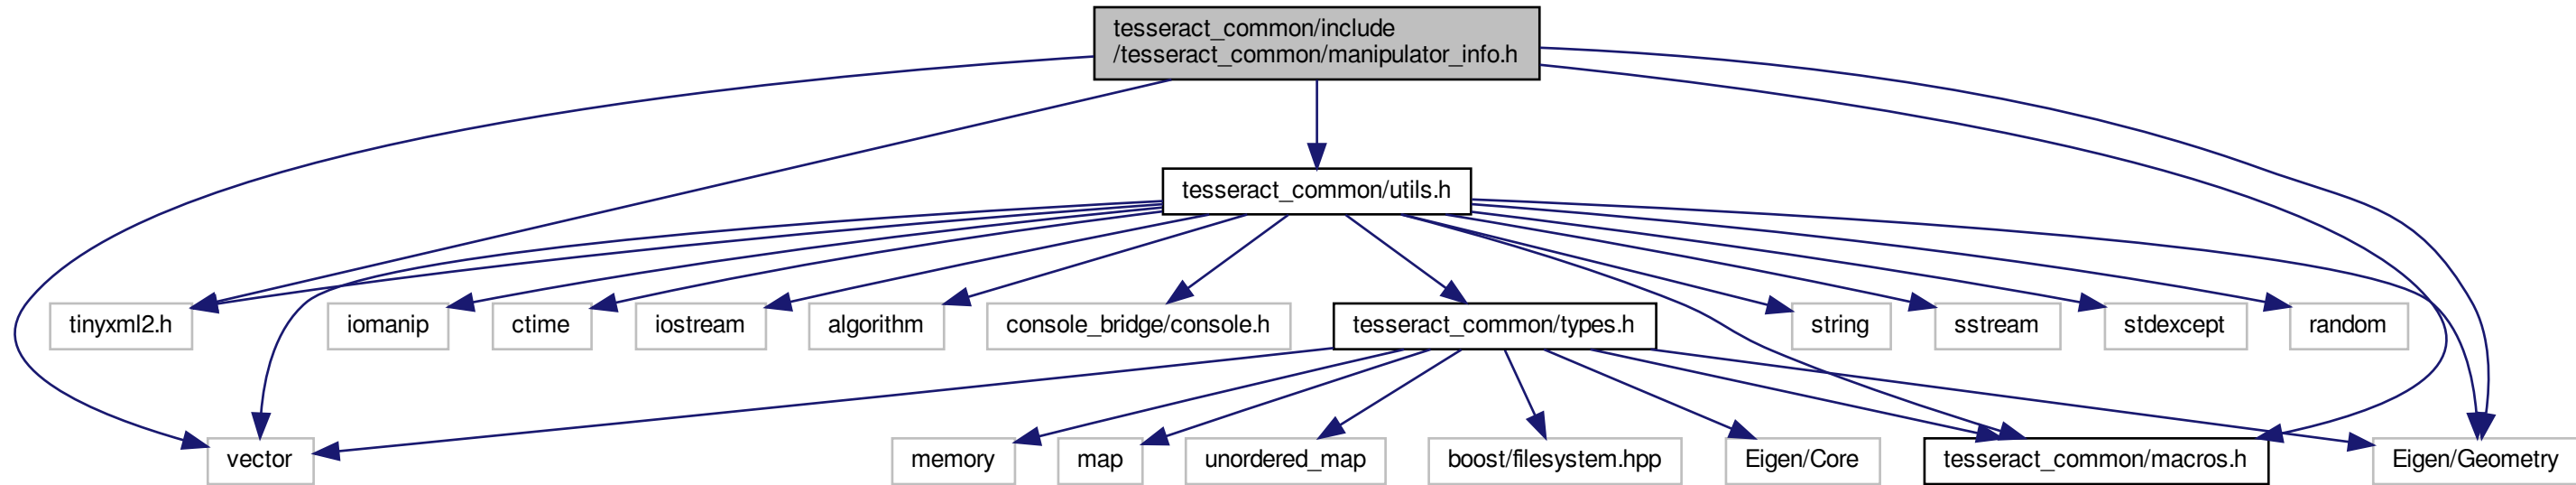 tesseract_common/include
/tesseract_common/manipulator_info.h
tesseract_common/utils.h
tinyxml2.h
iomanip
ctime
iostream
algorithm
console_bridge/console.h
tesseract_common/types.h
string
sstream
stdexcept
random
vector
memory
map
unordered_map
boost/filesystem.hpp
Eigen/Core
tesseract_common/macros.h
Eigen/Geometry